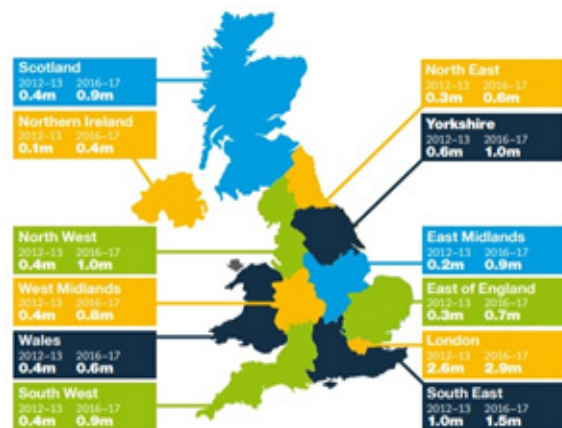 Scotland
2012–13 2016–17
0.4m 0.9m
Northern Ireland
2012–13 2016–17
0.1m 0.4m
North West
2012–13 2016–17
0.4m 1.0m
West Midlands
2012–13 2016–17
0.4m 0.8m
Wales
2012–13 2016–17
0.4m 0.6m
South West
2012–13 2016–17
0.4m 0.9m
North East
2012–13 2016–17
0.3m 0.6m
Yorkshire
2012–13 2016–17
0.6m 1.0m
East Midlands
2012–13 2016–17
0.2m 0.9m
East of England
2012–13 2016–17
0.3m 0.7m
London
2012–13 2016–17
2.6m 2.9m
South East
2012–13 2016–17
1.0m 1.5m